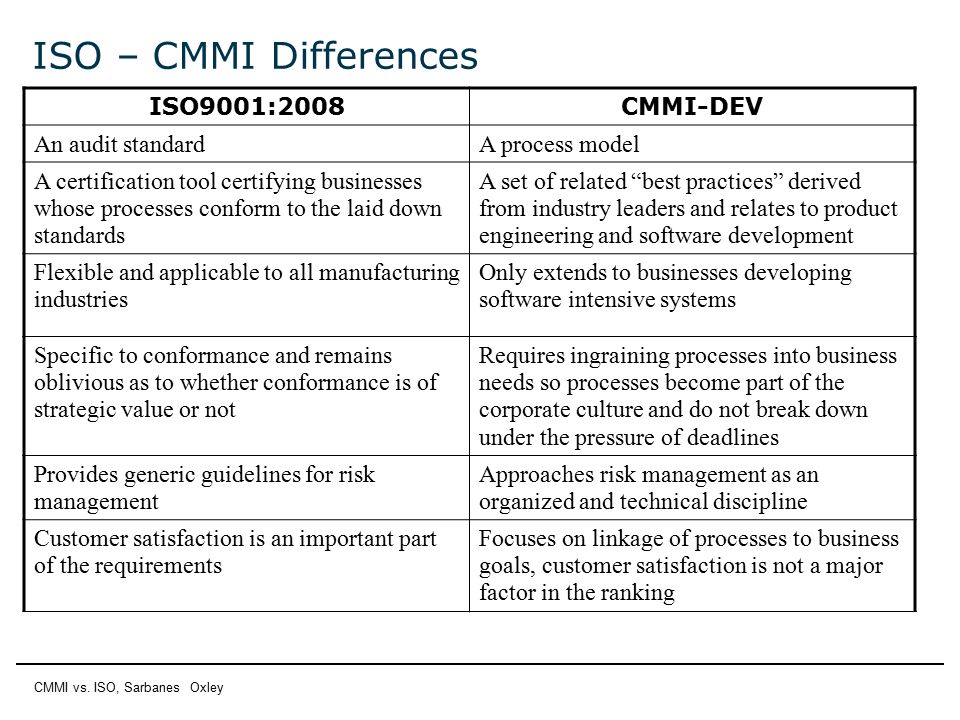 ISO – CMMI Differences
ISO9001:2008
CMMI-DEV
An audit standard
A process model
A certification tool certifying businesses
whose processes conform to the laid down
standards
A set of related “best practices” derived
from industry leaders and relates to product
engineering and software development
Flexible and applicable to all manufacturing
industries
Only extends to businesses developing
software intensive systems
Specific to conformance and remains
oblivious as to whether conformance is of
strategic value or not
Requires ingraining processes into business
needs so processes become part of the
corporate culture and do not break down
under the pressure of deadlines
Provides generic guidelines for risk
management
Approaches risk management as an
organized and technical discipline
Customer satisfaction is an important part
of the requirements
Focuses on linkage of processes to business
goals, customer satisfaction is not a major
factor in the ranking
CMMI vs. ISO, Sarbanes Oxley